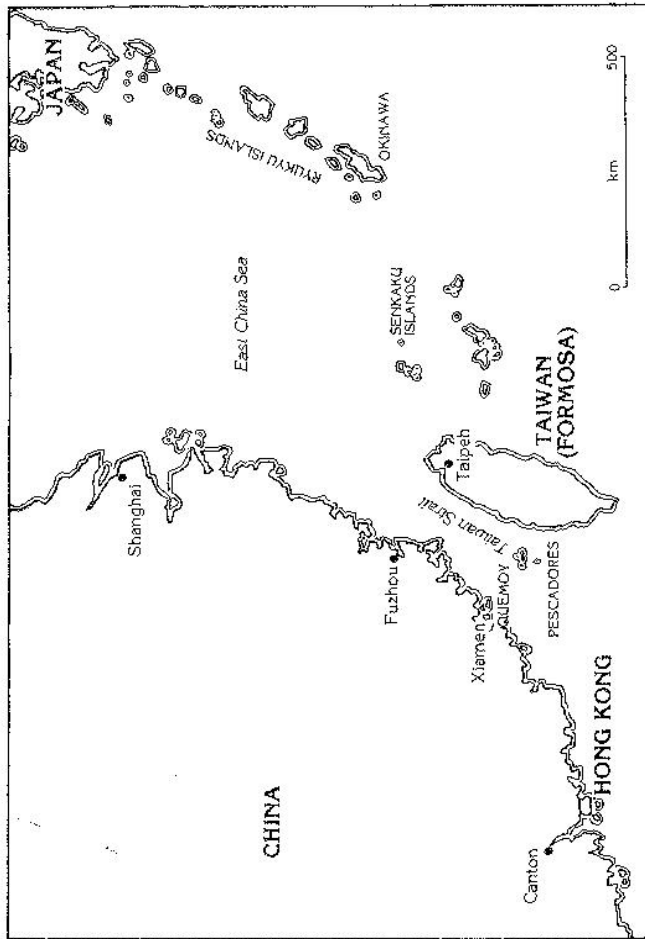 JAPAN
RYUKYU ISLANDS
OKINAWA
East China Sea
SENKAKU
ISLANDS
Shanghai
CHINA
Fuzhou
Taipeh
TAIWAN
(FORMOSA)
Taiwan Strait
Xiamen
QUEMOY
PESCADORES
HONG KONG
Canton
0 km 500